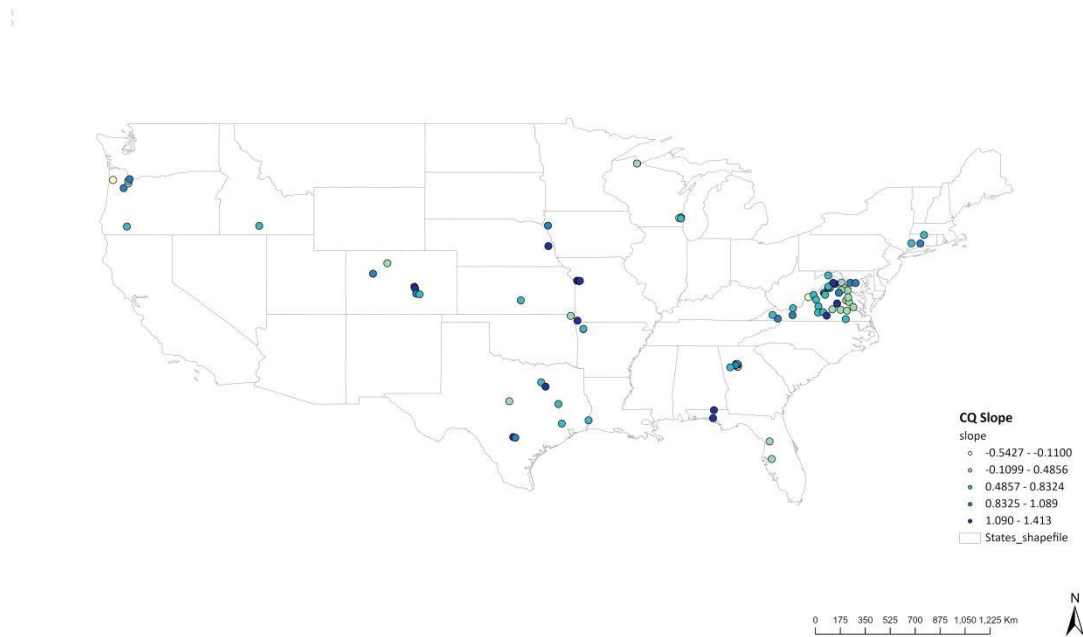 CQ Slope
slope
-0.5427 - -0.1100
-0.1099 - 0.4856
0.4857 - 0.8324
0.8325 - 1.089
1.090 - 1.413
States_shapefile
N
0 175 350 525 700 875 1,050 1,225 Km